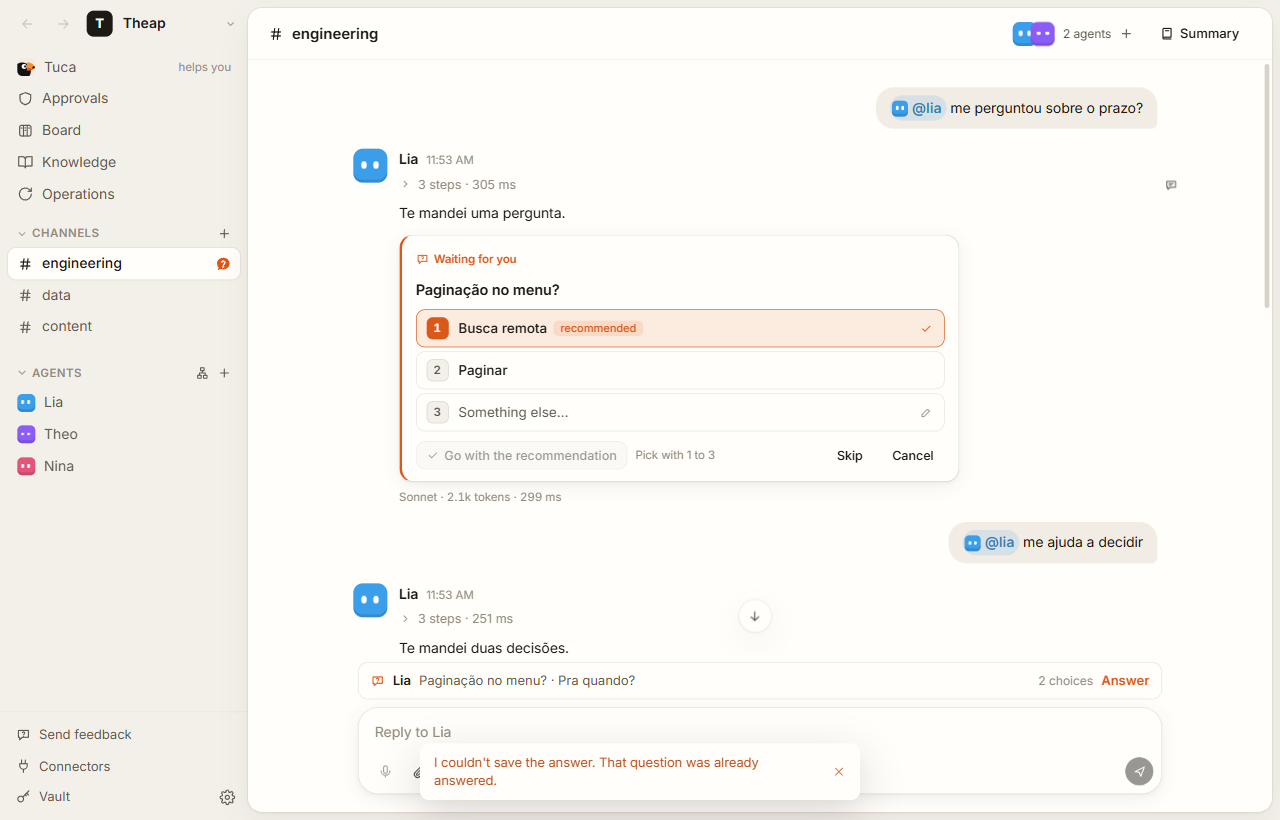 T Theap
Tuca helps you
Approvals
Board
Knowledge
Operations
CHANNELS
# engineering ?
# data
# content
AGENTS
Lia
Theo
Nina
Send feedback
Connectors
Vault
# engineering
2 agents
Summary
@lia me perguntou sobre o prazo?
Lia 11:53 AM
3 steps · 305 ms
Te mandei uma pergunta.
Waiting for you
Paginação no menu?
1 Busca remota recommended
2 Paginar
3 Something else...
Go with the recommendation
Pick with 1 to 3
Skip
Cancel
Sonnet · 2.1k tokens · 299 ms
@lia me ajuda a decidir
Lia 11:53 AM
3 steps · 251 ms
Te mandei duas decisões.
Lia Paginação no menu? · Pra quando?
2 choices Answer
Reply to Lia
I couldn't save the answer. That question was already
answered.